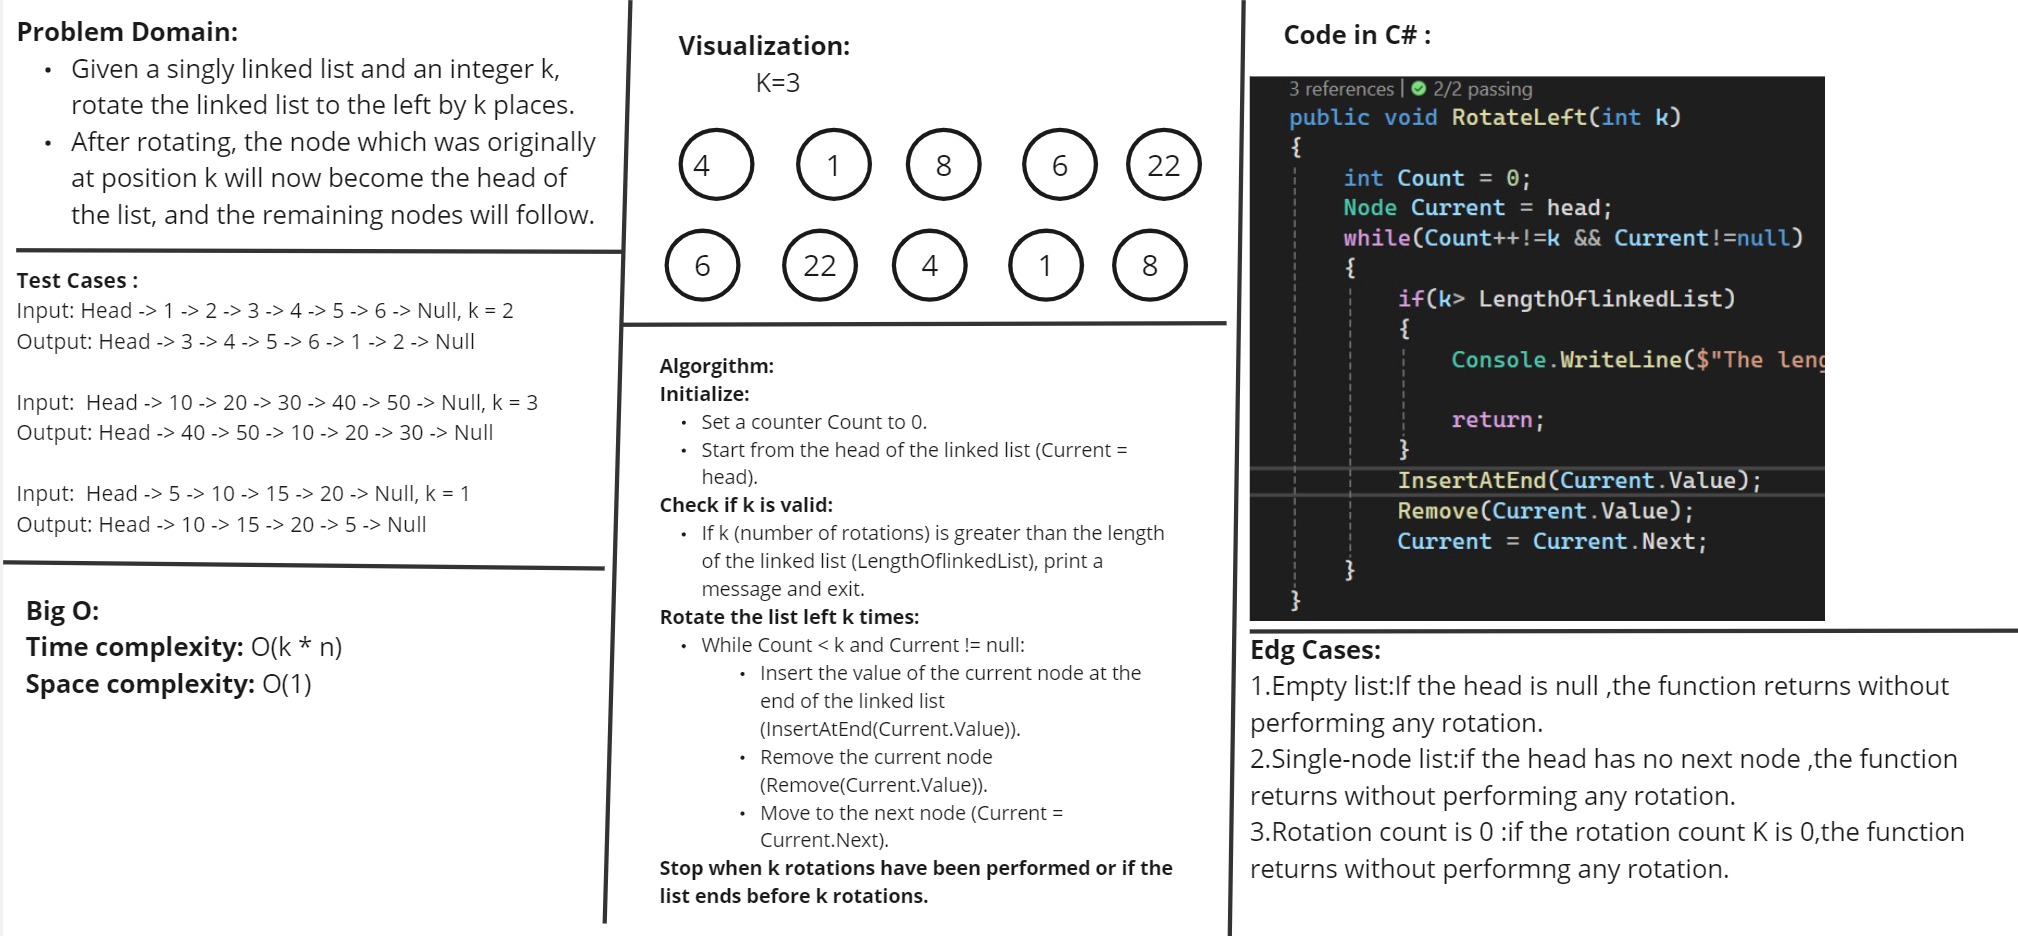 Problem Domain:
• Given a singly linked list and an integer k,
rotate the linked list to the left by k places.
• After rotating, the node which was originally
at position k will now become the head of
the list, and the remaining nodes will follow.
Test Cases :
Input: Head -> 1 -> 2 -> 3 -> 4 -> 5 -> 6 -> Null, k = 2
Output: Head -> 3 -> 4 -> 5 -> 6 -> 1 -> 2 -> Null
Input:  Head -> 10 -> 20 -> 30 -> 40 -> 50 -> Null, k = 3
Output: Head -> 40 -> 50 -> 10 -> 20 -> 30 -> Null
Input:  Head -> 5 -> 10 -> 15 -> 20 -> Null, k = 1
Output: Head -> 10 -> 15 -> 20 -> 5 -> Null
Big O:
Time complexity: O(k * n)
Space complexity: O(1)
Visualization:
K=3
4 1 8 6 22
6 22 4 1 8
Algorgithm:
Initialize:
• Set a counter Count to 0.
• Start from the head of the linked list (Current =
head).
Check if k is valid:
• If k (number of rotations) is greater than the length
of the linked list (LengthOflinkedList), print a
message and exit.
Rotate the list left k times:
• While Count < k and Current != null:
• Insert the value of the current node at the
end of the linked list
(InsertAtEnd(Current.Value)).
• Remove the current node
(Remove(Current.Value)).
• Move to the next node (Current =
Current.Next).
Stop when k rotations have been performed or if the
list ends before k rotations.
Code in C# :
3 references | 2/2 passing
public void RotateLeft(int k)
{
int Count = 0;
Node Current = head;
while(Count++!=k && Current!=null)
{
if(k> LengthOflinkedList)
{
Console.WriteLine($"The leng
return;
}
InsertAtEnd(Current.Value);
Remove(Current.Value);
Current = Current.Next;
}
}
Edg Cases:
1.Empty list:If the head is null ,the function returns without
performing any rotation.
2.Single-node list:if the head has no next node ,the function
returns without performing any rotation.
3.Rotation count is 0 :if the rotation count K is 0,the function
returns without performng any rotation.